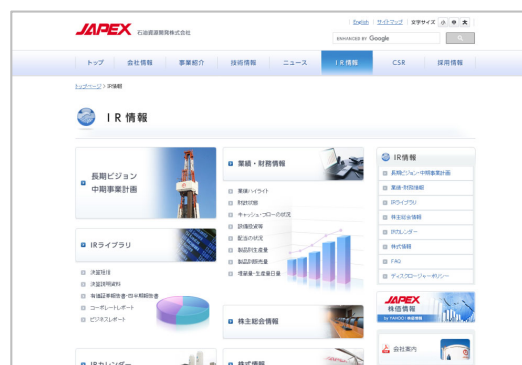 JAPEX 石油資源開発株式会社
English サイトマップ 文字サイズ 小 中 大
ENHANCED BY Google
トップ 会社情報 事業紹介 技術情報 ニュース IR情報 CSR 採用情報
トップページ > IR情報
IR情報
長期ビジョン
中期事業計画
業績・財務情報
業績ハイライト
財政状態
キャッシュ・フローの状況
設備投資等
配当の状況
製品別生産量
製品別販売量
埋蔵量・生産量日量
IRライブラリ
決算短信
決算説明資料
有価証券報告書・四半期報告書
コーポレートレポート
ビジネスレポート
株主総会情報
IRカレンダー
株式情報
IR情報
長期ビジョン・中期事業計画
業績・財務情報
IRライブラリ
株主総会情報
IRカレンダー
株式情報
FAQ
ディスクロージャーポリシー
JAPEX
株価情報
by YAHOO! 株価情報
会社案内